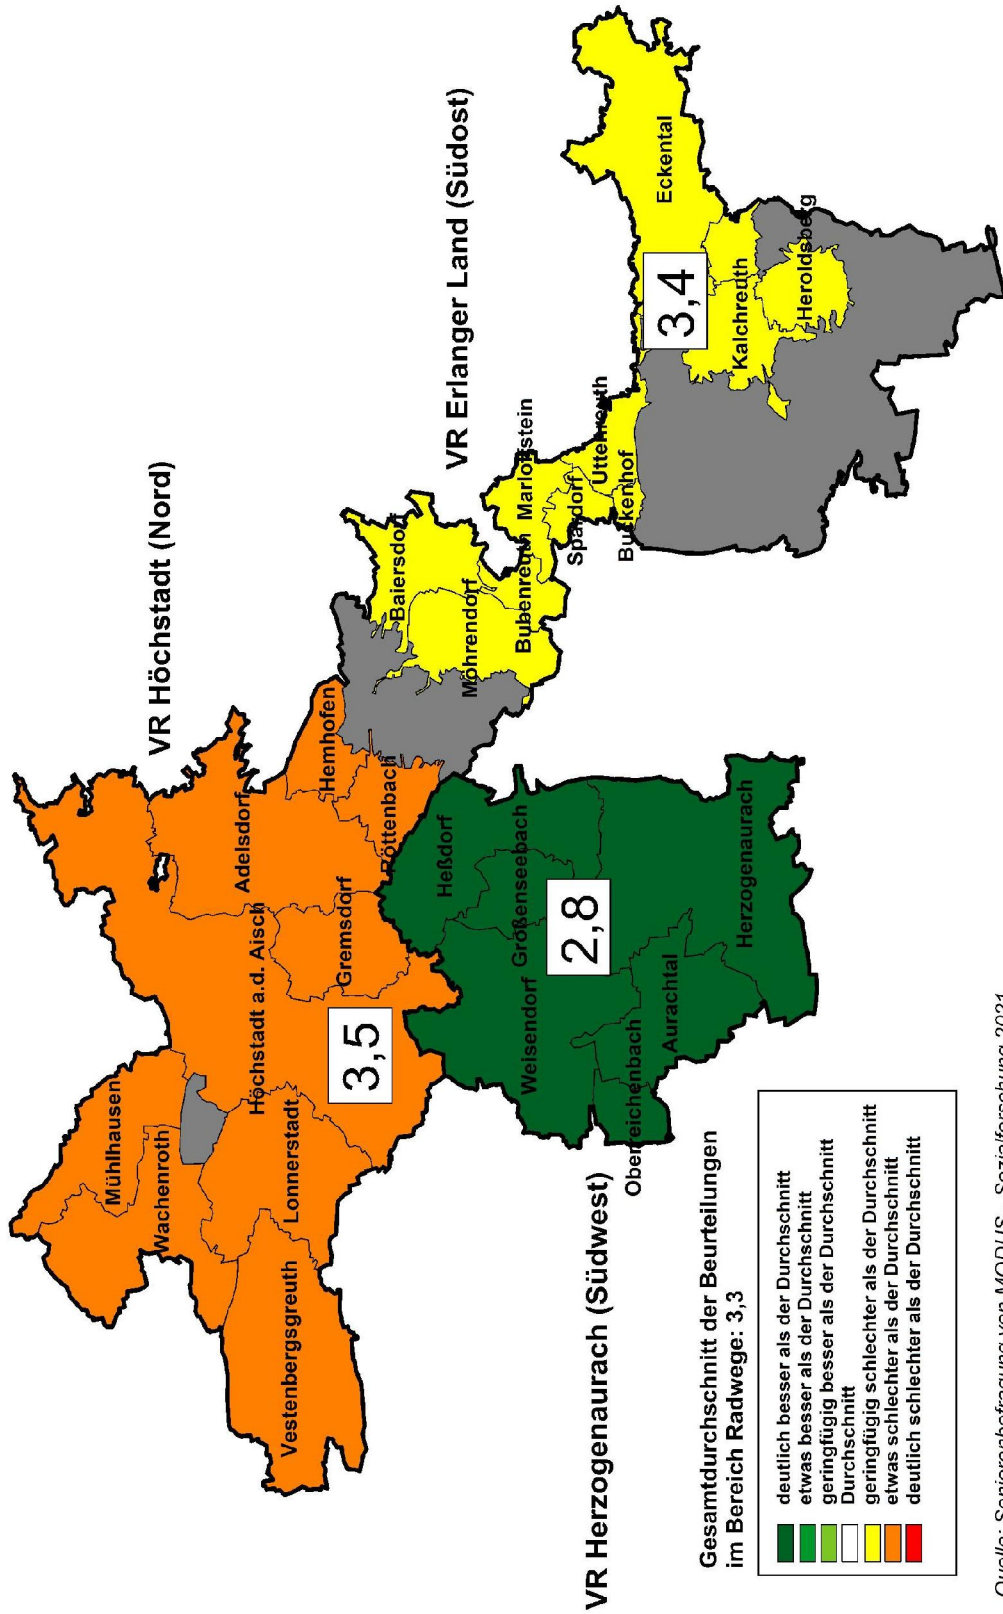 Mühlhausen
VR Höchstadt (Nord)
Wachenroth
Adelsdorf
Höchstadt a.d. Aisch
Vestenbergsgreuth
Lonnerstadt
Hemhofen
Gremsdorf
3,5
Röttenbach
Baiersdorf
Heßdorf
VR Erlanger Land (Südost)
Möhrendorf
Großenseebach
Bubenreuth
Marloffstein
Weisendorf
Spardorf
2,8
VR Herzogenaurach (Südwest)
Uttenreuth
Buckenhof
Oberreichenbach
Eckental
Aurachtal
3,4
Gesamtdurchschnitt der Beurteilungen
im Bereich Radwege: 3,3
Herzogenaurach
Kalchreuth
Heroldsberg
deutlich besser als der Durchschnitt
etwas besser als der Durchschnitt
geringfügig besser als der Durchschnitt
Durchschnitt
geringfügig schlechter als der Durchschnitt
etwas schlechter als der Durchschnitt
deutlich schlechter als der Durchschnitt
Quelle: Seniorenbefragung von MODUS - Sozialforschung 2021